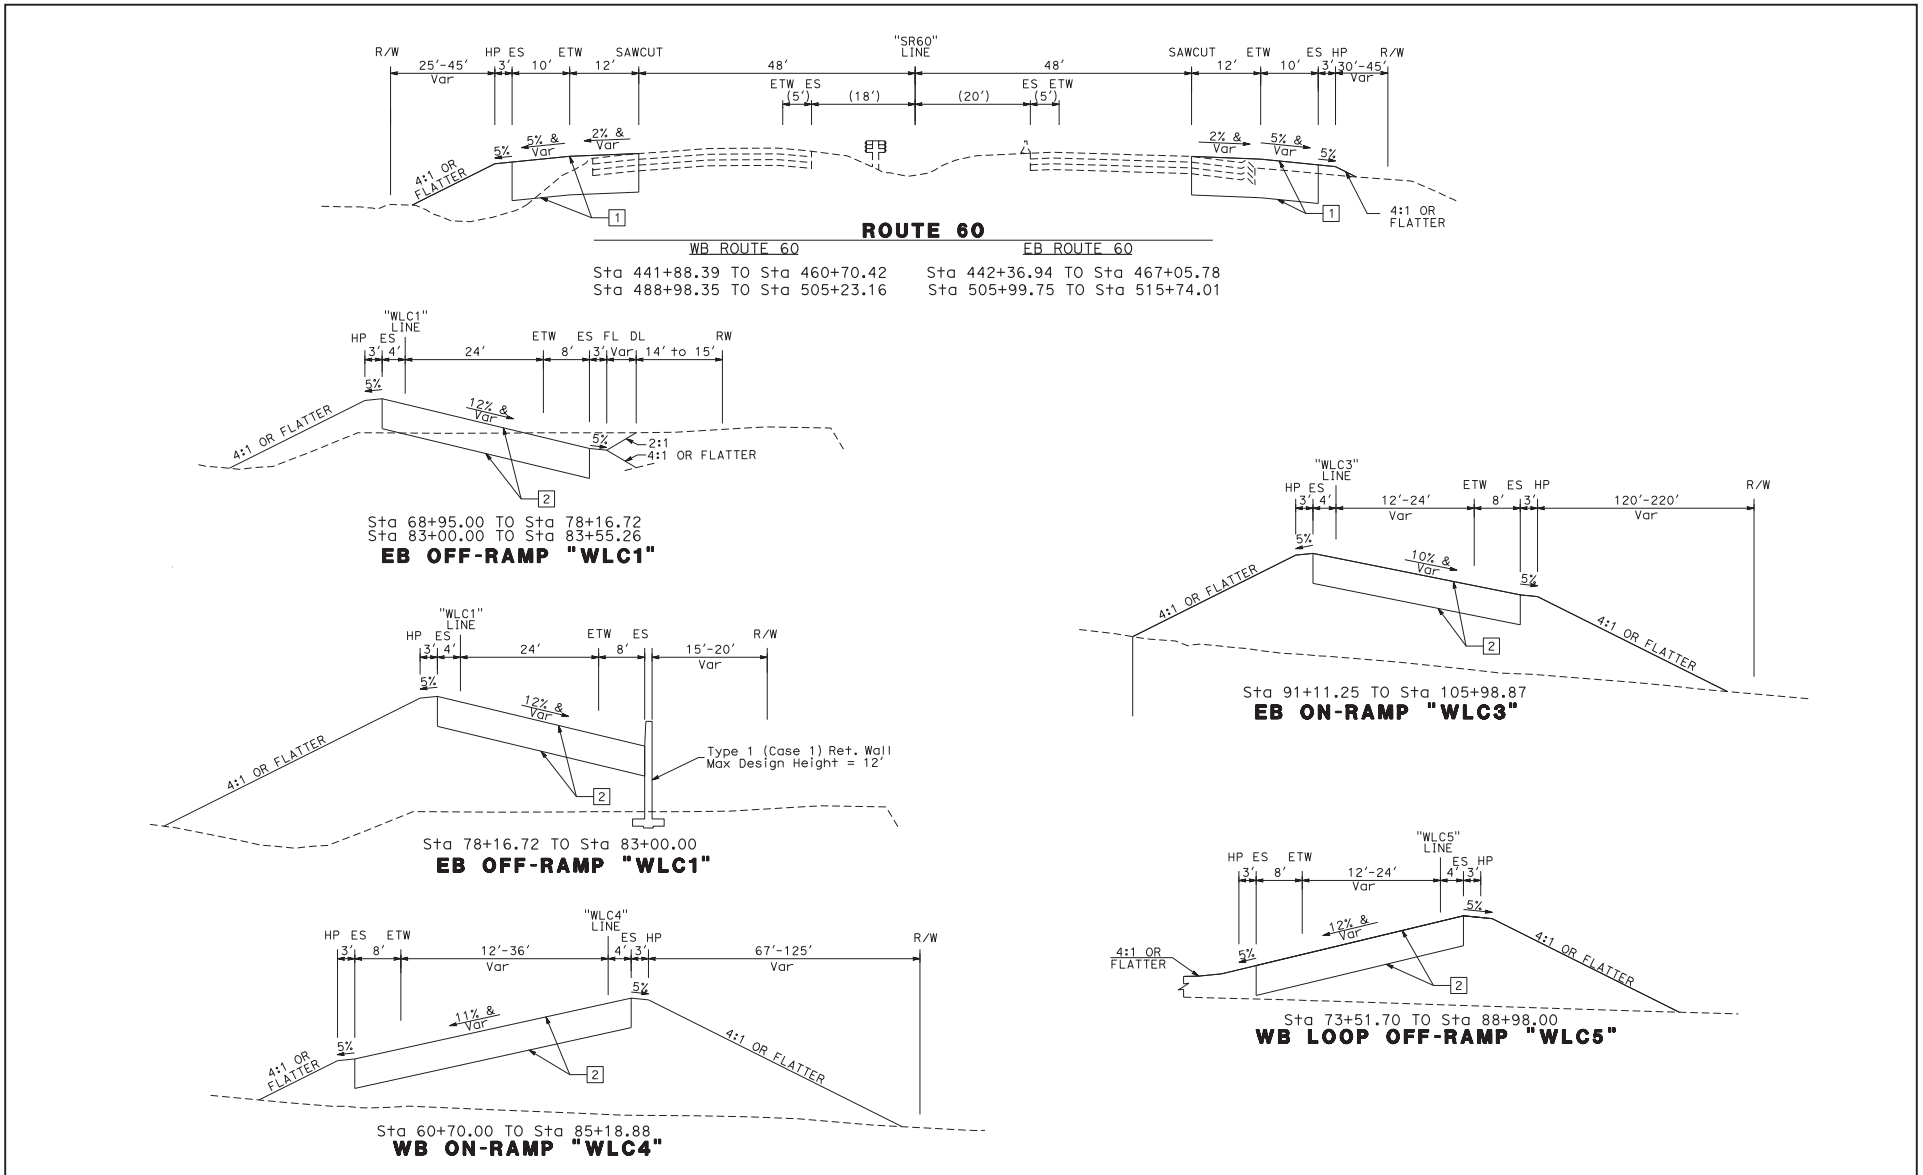 "SR60"
LINE
R/W HP ES ETW SAWCUT SAWCUT ETW ES HP R/W
25'-45' 3' 10' 12' 48' 48' 12' 10' 3' 30'-45'
Var Var
ETW ES ES ETW
(5') (18') (20') (5')
5% 5% &
Var 2% &
Var 2% &
Var 5% &
Var 5%
4:1 OR
FLATTER
1
1
4:1 OR
FLATTER
ROUTE 60
WB ROUTE 60 EB ROUTE 60
Sta 441+88.39 TO Sta 460+70.42 Sta 442+36.94 TO Sta 467+05.78
Sta 488+98.35 TO Sta 505+23.16 Sta 505+99.75 TO Sta 515+74.01
"WLC1"
LINE
HP ES ETW ES FL DL RW
3' 4' 24' 8' 3' Var 14' to 15'
5%
12% &
Var
4:1 OR FLATTER
5%
2:1
4:1 OR FLATTER
2
Sta 68+95.00 TO Sta 78+16.72
Sta 83+00.00 TO Sta 83+55.26
EB OFF-RAMP "WLC1"
"WLC3"
LINE
HP ES ETW ES HP R/W
3' 4' 12'-24' 8' 3' 120'-220'
Var Var
5%
10% &
Var
5%
4:1 OR FLATTER
4:1 OR FLATTER
2
Sta 91+11.25 TO Sta 105+98.87
EB ON-RAMP "WLC3"
"WLC1"
LINE
HP ES ETW ES R/W
3' 4' 24' 8' 15'-20'
Var
5%
12% &
Var
4:1 OR FLATTER
Type 1 (Case 1) Ret. Wall
Max Design Height = 12'
2
Sta 78+16.72 TO Sta 83+00.00
EB OFF-RAMP "WLC1"
"WLC5"
LINE
HP ES ETW ES HP
3' 8' 12'-24' 4' 3'
Var
5%
12% &
Var
5%
4:1 OR
FLATTER
4:1 OR FLATTER
2
Sta 73+51.70 TO Sta 88+98.00
WB LOOP OFF-RAMP "WLC5"
"WLC4"
LINE
HP ES ETW ES HP R/W
3' 8' 12'-36' 4' 3' 67'-125'
Var Var
5%
11% &
Var
5%
4:1 OR
FLATTER
4:1 OR FLATTER
2
Sta 60+70.00 TO Sta 85+18.88
WB ON-RAMP "WLC4"